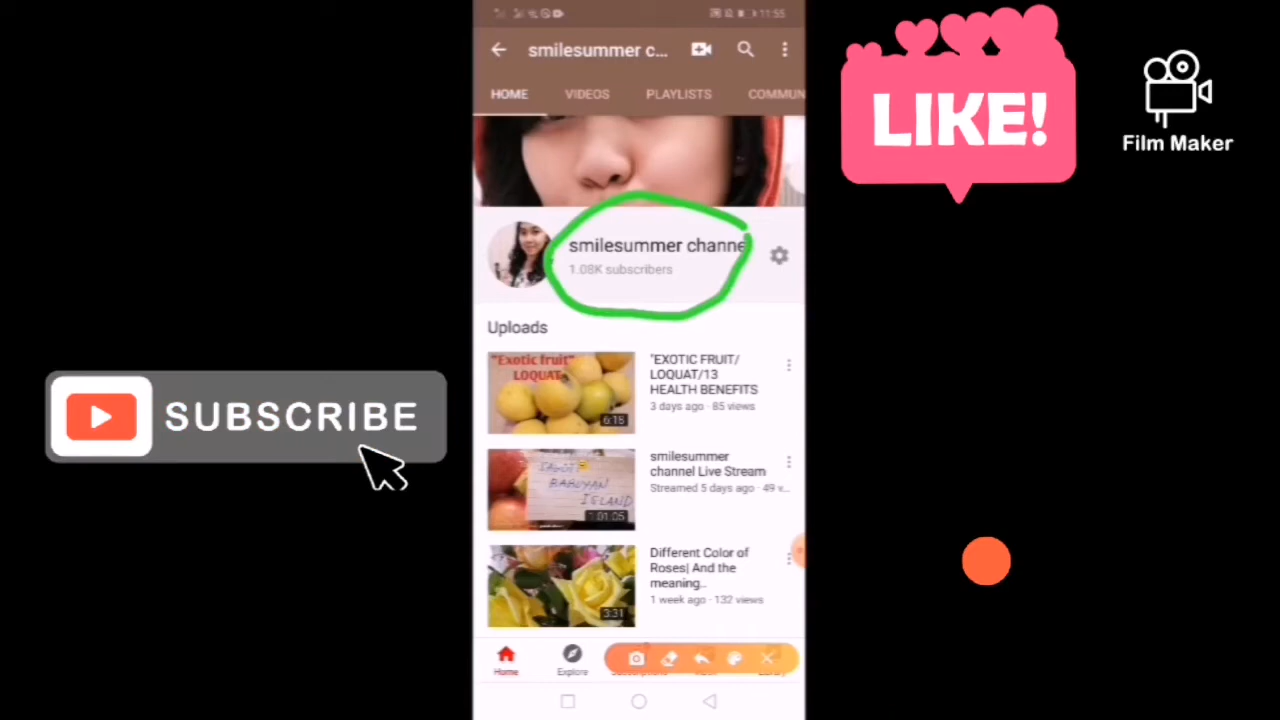 11:55
smilesummer c...
HOME VIDEOS PLAYLISTS COMMUN
LIKE!
Film Maker
smilesummer channe
1.08K subscribers
SUBSCRIBE
Uploads
"Exotic fruit"
LOQUAT
6:18
"EXOTIC FRUIT/
LOQUAT/13
HEALTH BENEFITS
3 days ago · 85 views
BABUYAN
ISLAND
1:01:05
smilesummer
channel Live Stream
Streamed 5 days ago · 49 v...
3:31
Different Color of
Roses| And the
meaning..
1 week ago · 132 views
Home Explore